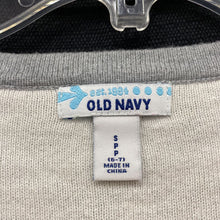 est. 1994
OLD NAVY
S
P
P
(6-7)
MADE IN
CHINA